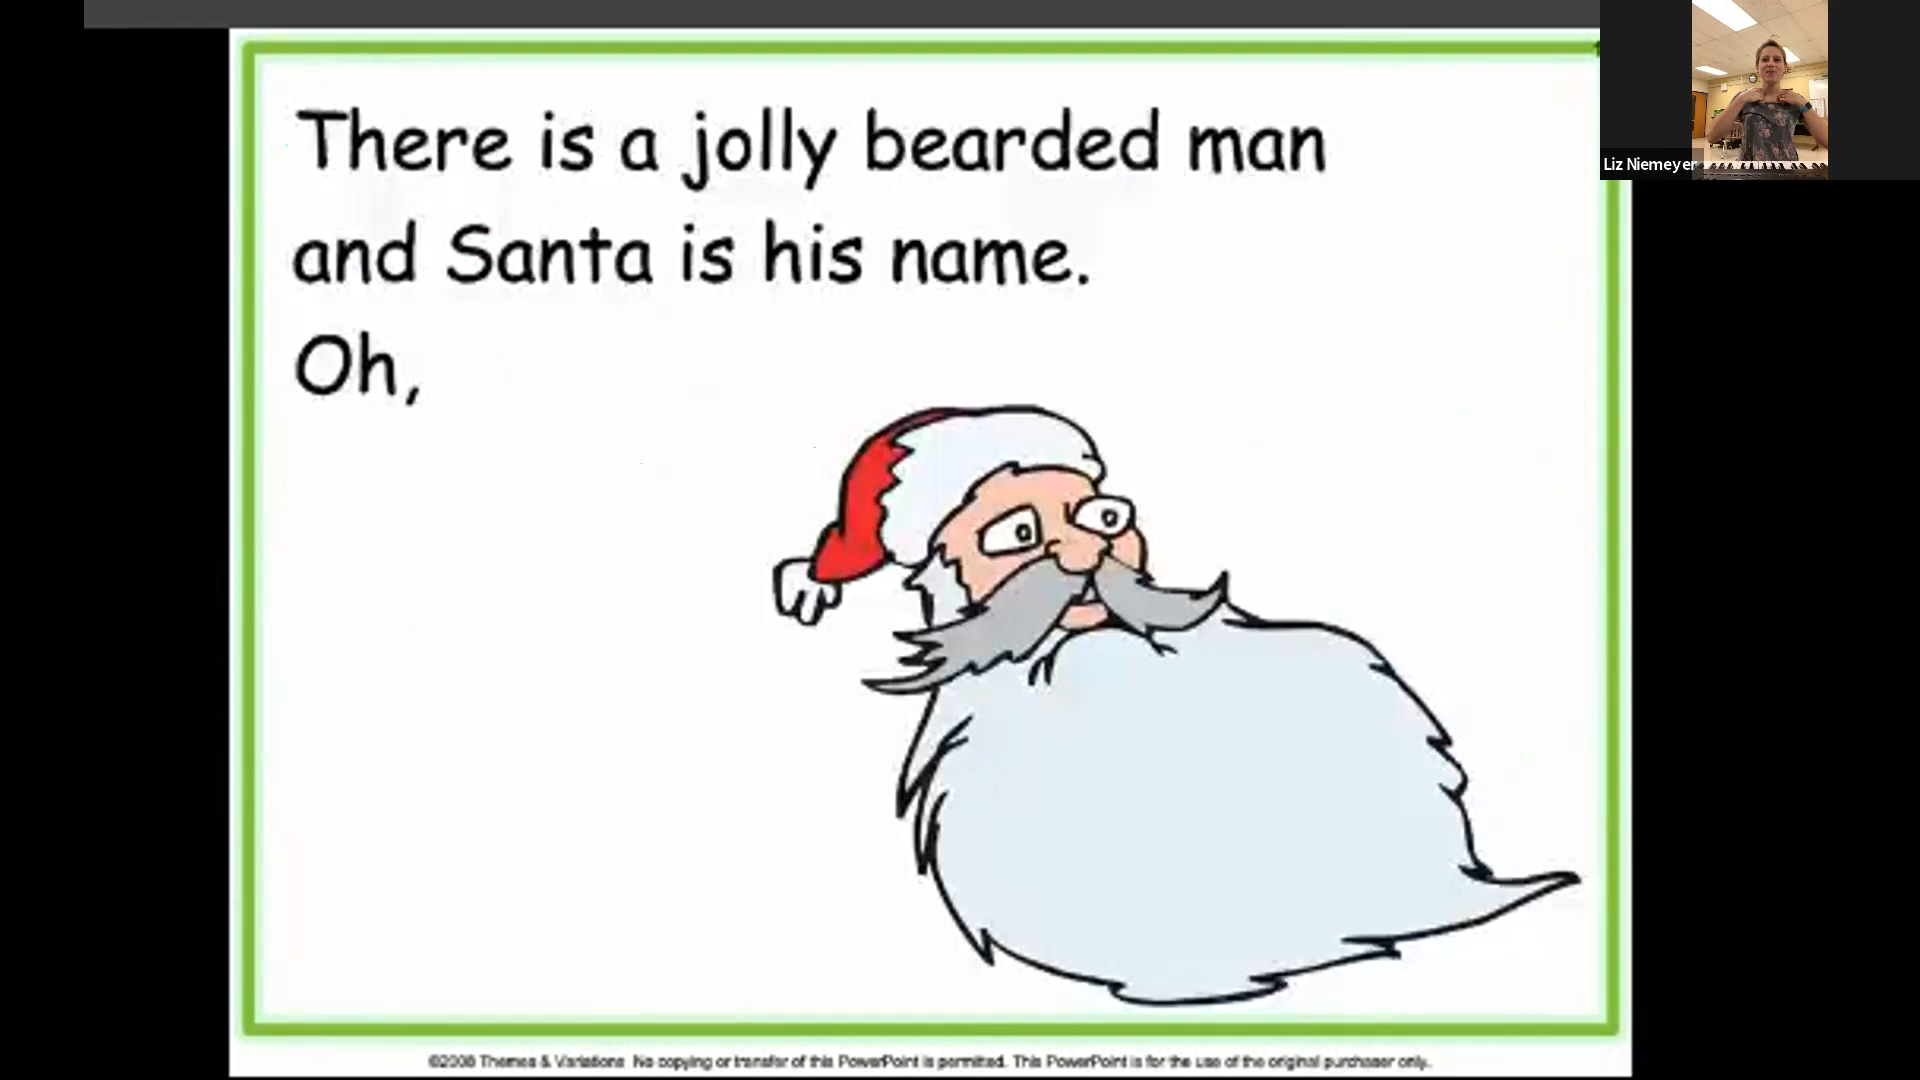 There is a jolly bearded man
and Santa is his name.
Oh,
Liz Niemeyer
©2008 Themes & Variations No copying or transfer of this PowerPoint is permitted. This PowerPoint is for the use of the original purchaser only.